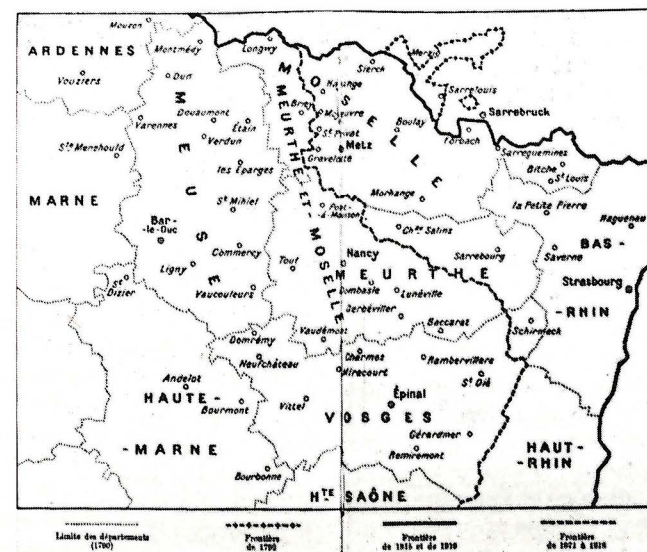 Mouzon
ARDENNES
Montmédy
Longwy
Merzig
Sierck
Vouziers
Dun
Hayange
Sarrelouis
MOSELLE
Sarrebruck
MEUSE
Douaumont
Briey
Moyeuvre
Boulay
Varennes
Étain
St Privat
Forbach
Verdun
Metz
Sarreguemines
Ste Menehould
Gravelotte
Bitche
les Éparges
St Louis
MEURTHE-ET-MOSELLE
Morhange
MARNE
St Mihiel
Pont-
-à-Mousson
la Petite Pierre
Haguenau
Bar-
-le-Duc
Chau Salins
BAS-
Commercy
Nancy
Sarrebourg
Saverne
Ligny
Toul
MEURTHE
St
Dizier
Vaucouleurs
Dombasle
Lunéville
Strasbourg
-RHIN
Gerbéviller
Schirmeck
Domrémy
Vaudémont
Baccarat
Neufchâteau
Charmes
Rambervillers
Mirecourt
St Dié
Andelot
HAUTE-
Bourmont
Vittel
Épinal
VOSGES
-MARNE
Gérardmer
HAUT-
-RHIN
Remiremont
Bourbonne
HTE SAÔNE
Limite des départements
(1790)
Frontière
de 1792
Frontière
de 1815 et de 1919
Frontière
de 1871 à 1918